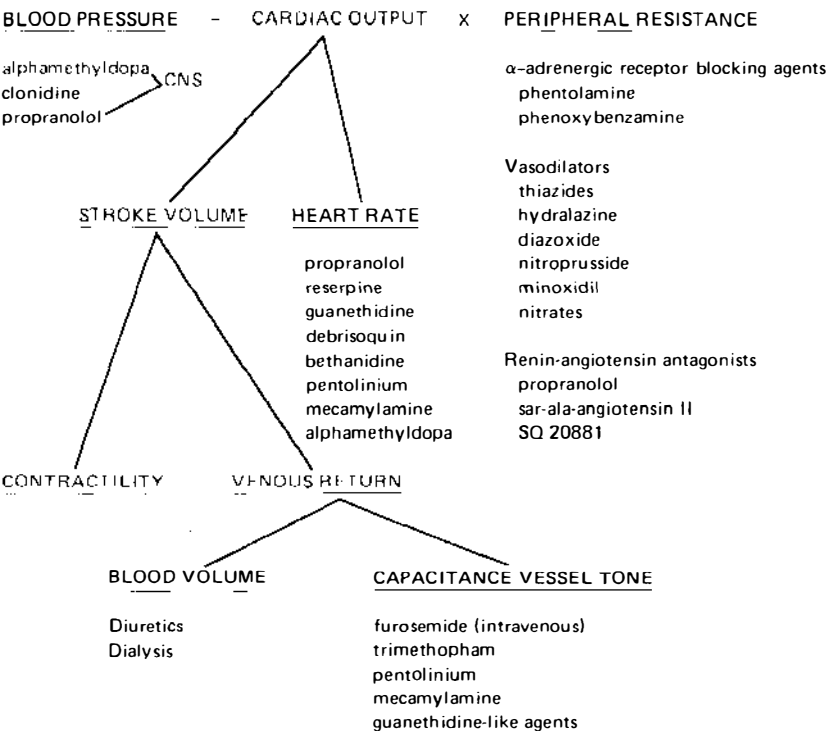 BLOOD PRESSURE - CARDIAC OUTPUT X PERIPHERAL RESISTANCE
alphamethyldopa
clonidine
propranolol
CNS
α-adrenergic receptor blocking agents
phentolamine
phenoxybenzamine
Vasodilators
thiazides
hydralazine
diazoxide
nitroprusside
minoxidil
nitrates
Renin-angiotensin antagonists
propranolol
sar-ala-angiotensin II
SQ 20881
STROKE VOLUME
HEART RATE
propranolol
reserpine
guanethidine
debrisoquin
bethanidine
pentolinium
mecamylamine
alphamethyldopa
CONTRACTILITY
VENOUS RETURN
BLOOD VOLUME
Diuretics
Dialysis
CAPACITANCE VESSEL TONE
furosemide (intravenous)
trimethopham
pentolinium
mecamylamine
guanethidine-like agents